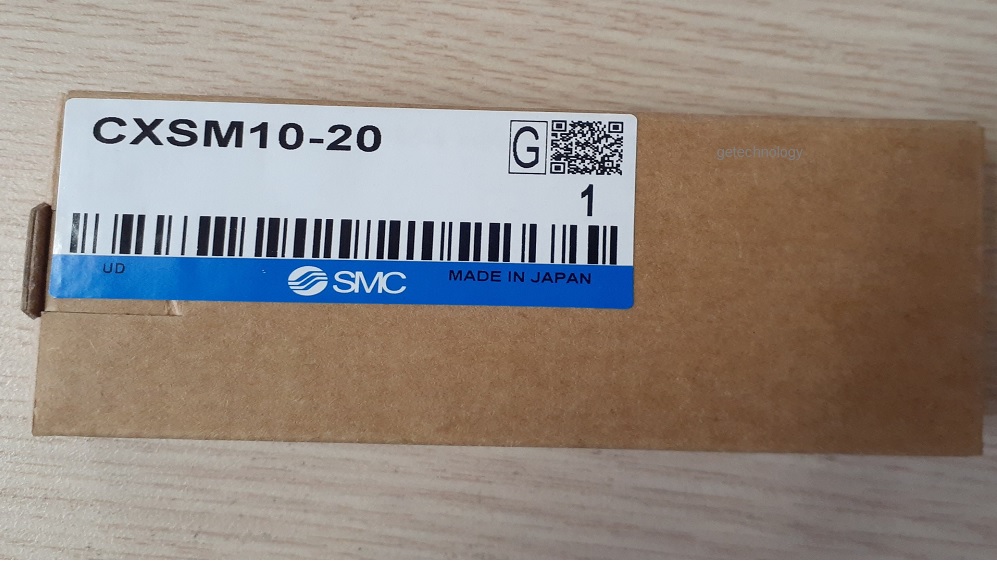 CXSM10-20
G
getechnology
1
UD
SMC
MADE IN JAPAN